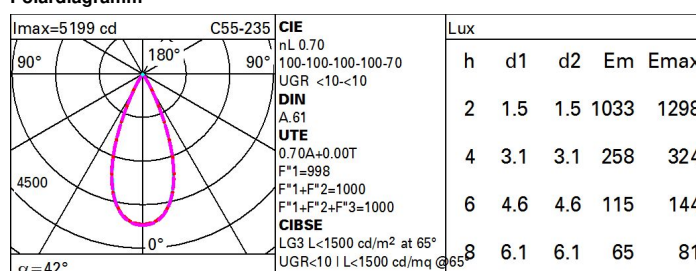 Imax=5199 cd C55-235
90° 180° 90°
4500
0°
α=42°
CIE
nL 0.70
100-100-100-100-70
UGR <10-<10
DIN
A.61
UTE
0.70A+0.00T
F"1=998
F"1+F"2=1000
F"1+F"2+F"3=1000
CIBSE
LG3 L<1500 cd/m² at 65°
UGR<10 | L<1500 cd/mq @65°
Lux
h d1 d2 Em Emax
2 1.5 1.5 1033 1298
4 3.1 3.1 258 324
6 4.6 4.6 115 144
8 6.1 6.1 65 81